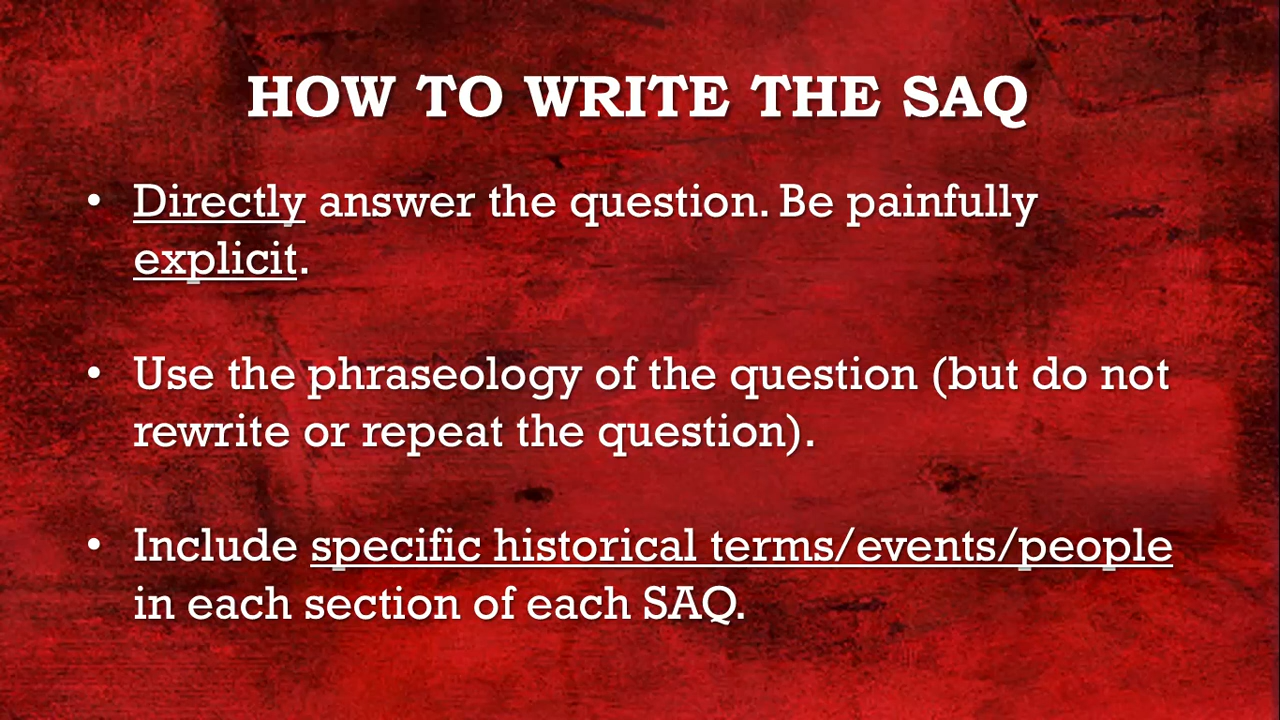 HOW TO WRITE THE SAQ
• Directly answer the question. Be painfully
explicit.
• Use the phraseology of the question (but do not
rewrite or repeat the question).
• Include specific historical terms/events/people
in each section of each SAQ.